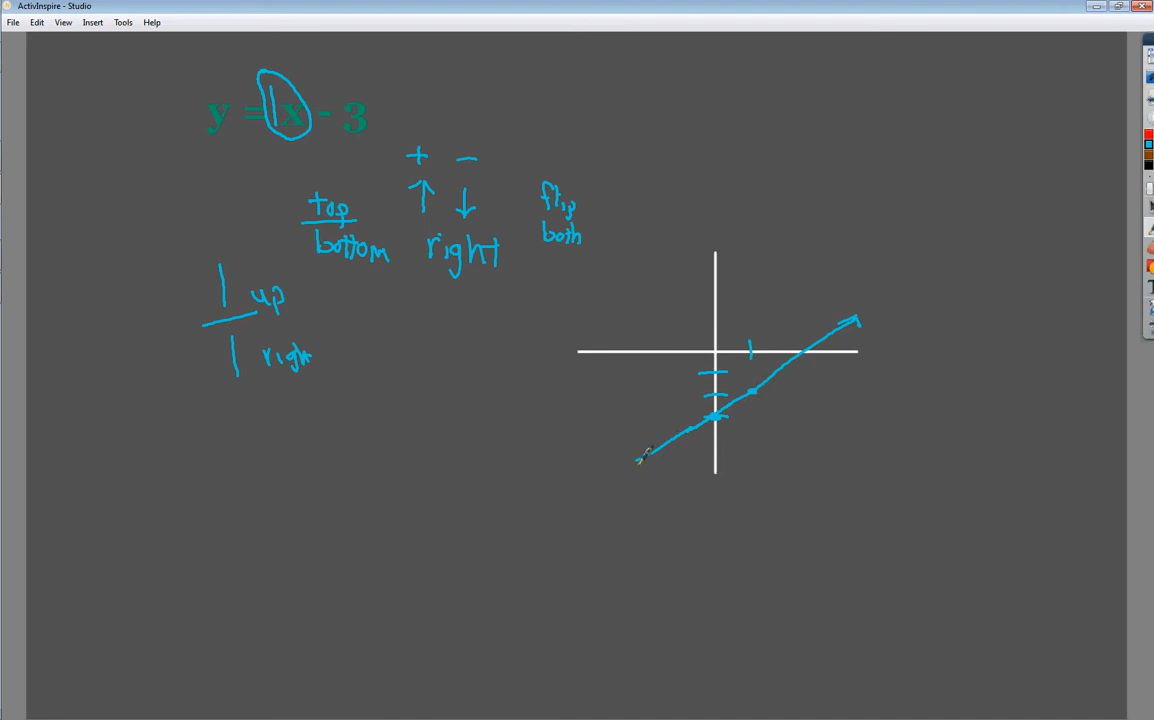 ActivInspire - Studio
File Edit View Insert Tools Help
y = 1x - 3
+ -
top
bottom
right
flip
both
1 up
1 right